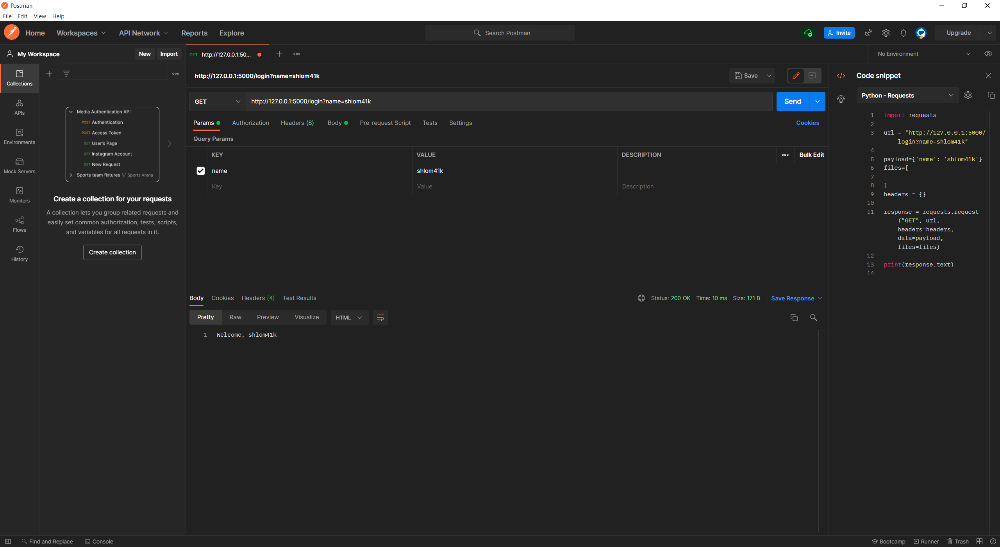 Postman
File Edit View Help
Home Workspaces API Network Reports Explore Search Postman Invite Upgrade
My Workspace New Import GET http://127.0.0.1:50... No Environment
Collections
APIs
Environments
Mock Servers
Monitors
Flows
History
Media Authentication API
POST Authentication
POST Access Token
GET User's Page
GET Instagram Account
GET New Request
Sports team fixtures Sports Arena
Create a collection for your requests
A collection lets you group related requests and
easily set common authorization, tests, scripts,
and variables for all requests in it.
Create collection
http://127.0.0.1:5000/login?name=shlom41k Save
GET http://127.0.0.1:5000/login?name=shlom41k Send
Params Authorization Headers (8) Body Pre-request Script Tests Settings Cookies
Query Params
KEY VALUE DESCRIPTION Bulk Edit
name shlom41k
Key Value Description
Body Cookies Headers (4) Test Results Status: 200 OK Time: 10 ms Size: 171 B Save Response
Pretty Raw Preview Visualize HTML
1 Welcome, shlom41k
Code snippet
Python - Requests
1 import requests
2
3 url = "http://127.0.0.1:5000/
login?name=shlom41k"
4
5 payload={'name': 'shlom41k'}
6 files=[
7
8 ]
9 headers = {}
10
11 response = requests.request
("GET", url,
headers=headers,
data=payload,
files=files)
12
13 print(response.text)
14
Find and Replace Console Bootcamp Runner Trash